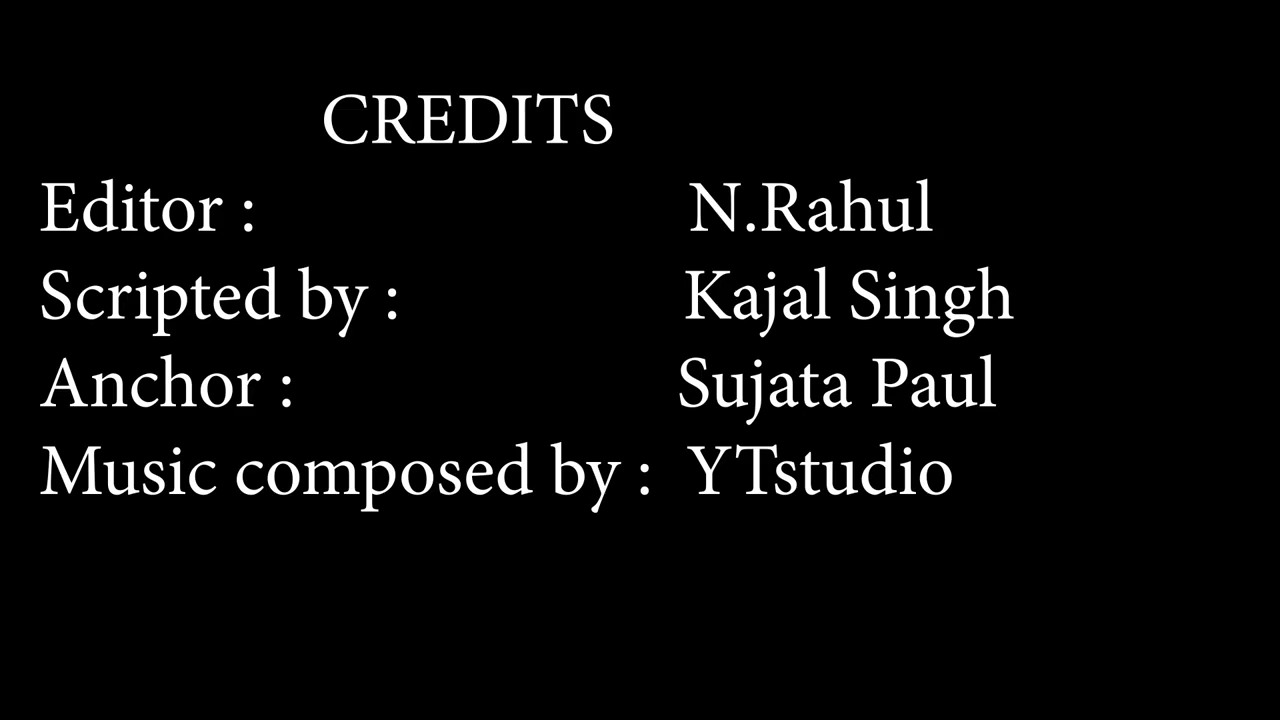 CREDITS
Editor : N.Rahul
Scripted by : Kajal Singh
Anchor : Sujata Paul
Music composed by : YTstudio